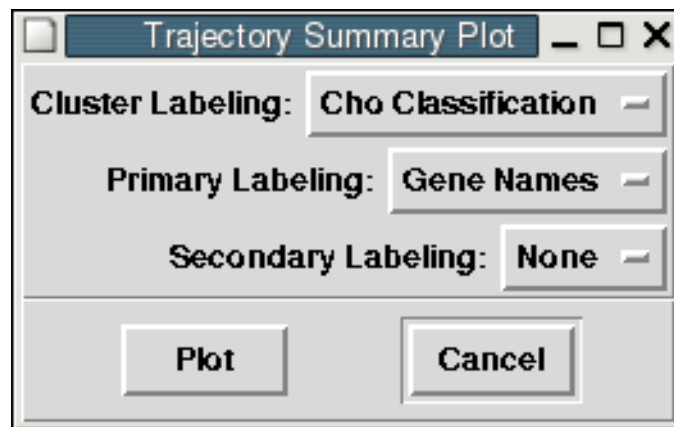 Trajectory Summary Plot
Cluster Labeling: Cho Classification
Primary Labeling: Gene Names
Secondary Labeling: None
Plot Cancel